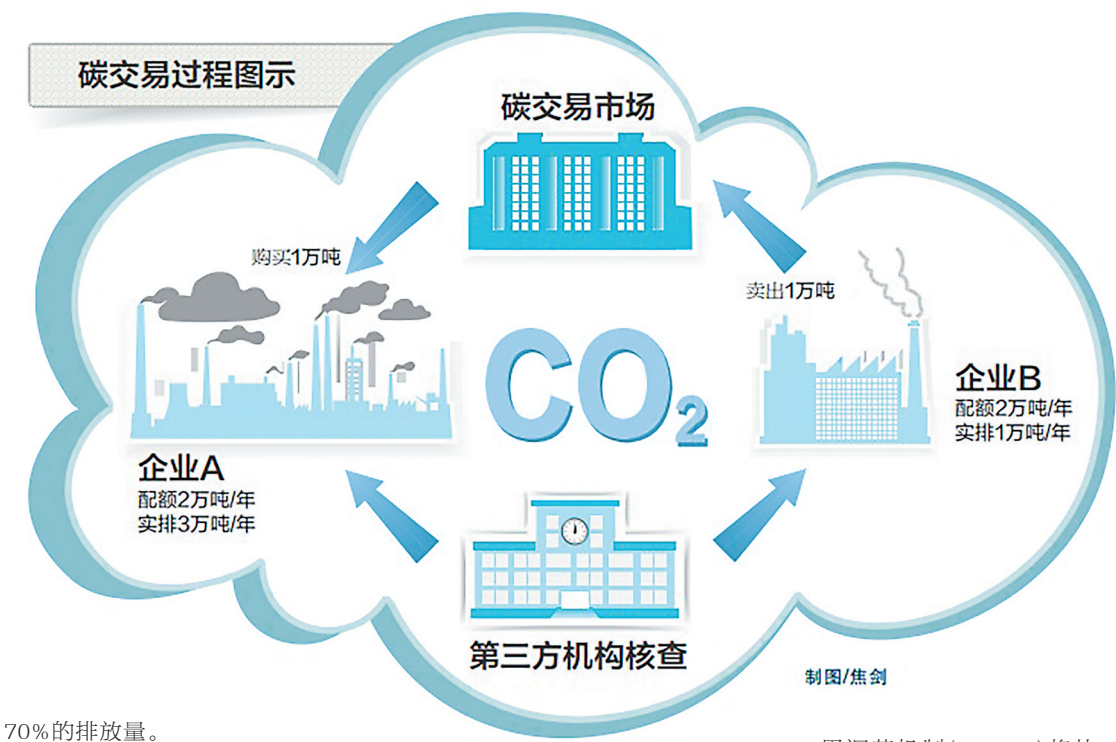 碳交易过程图示
碳交易市场
购买1万吨
卖出1万吨
CO₂
企业B
配额2万吨/年
实排1万吨/年
企业A
配额2万吨/年
实排3万吨/年
第三方机构核查
制图/焦剑
70%的排放量。